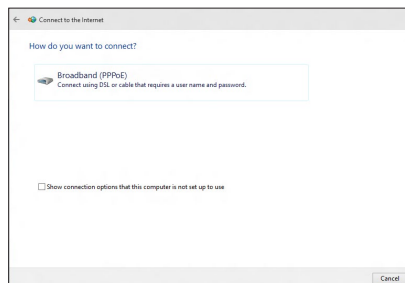 Connect to the Internet
How do you want to connect?
Broadband (PPPoE)
Connect using DSL or cable that requires a user name and password.
Show connection options that this computer is not set up to use
Cancel